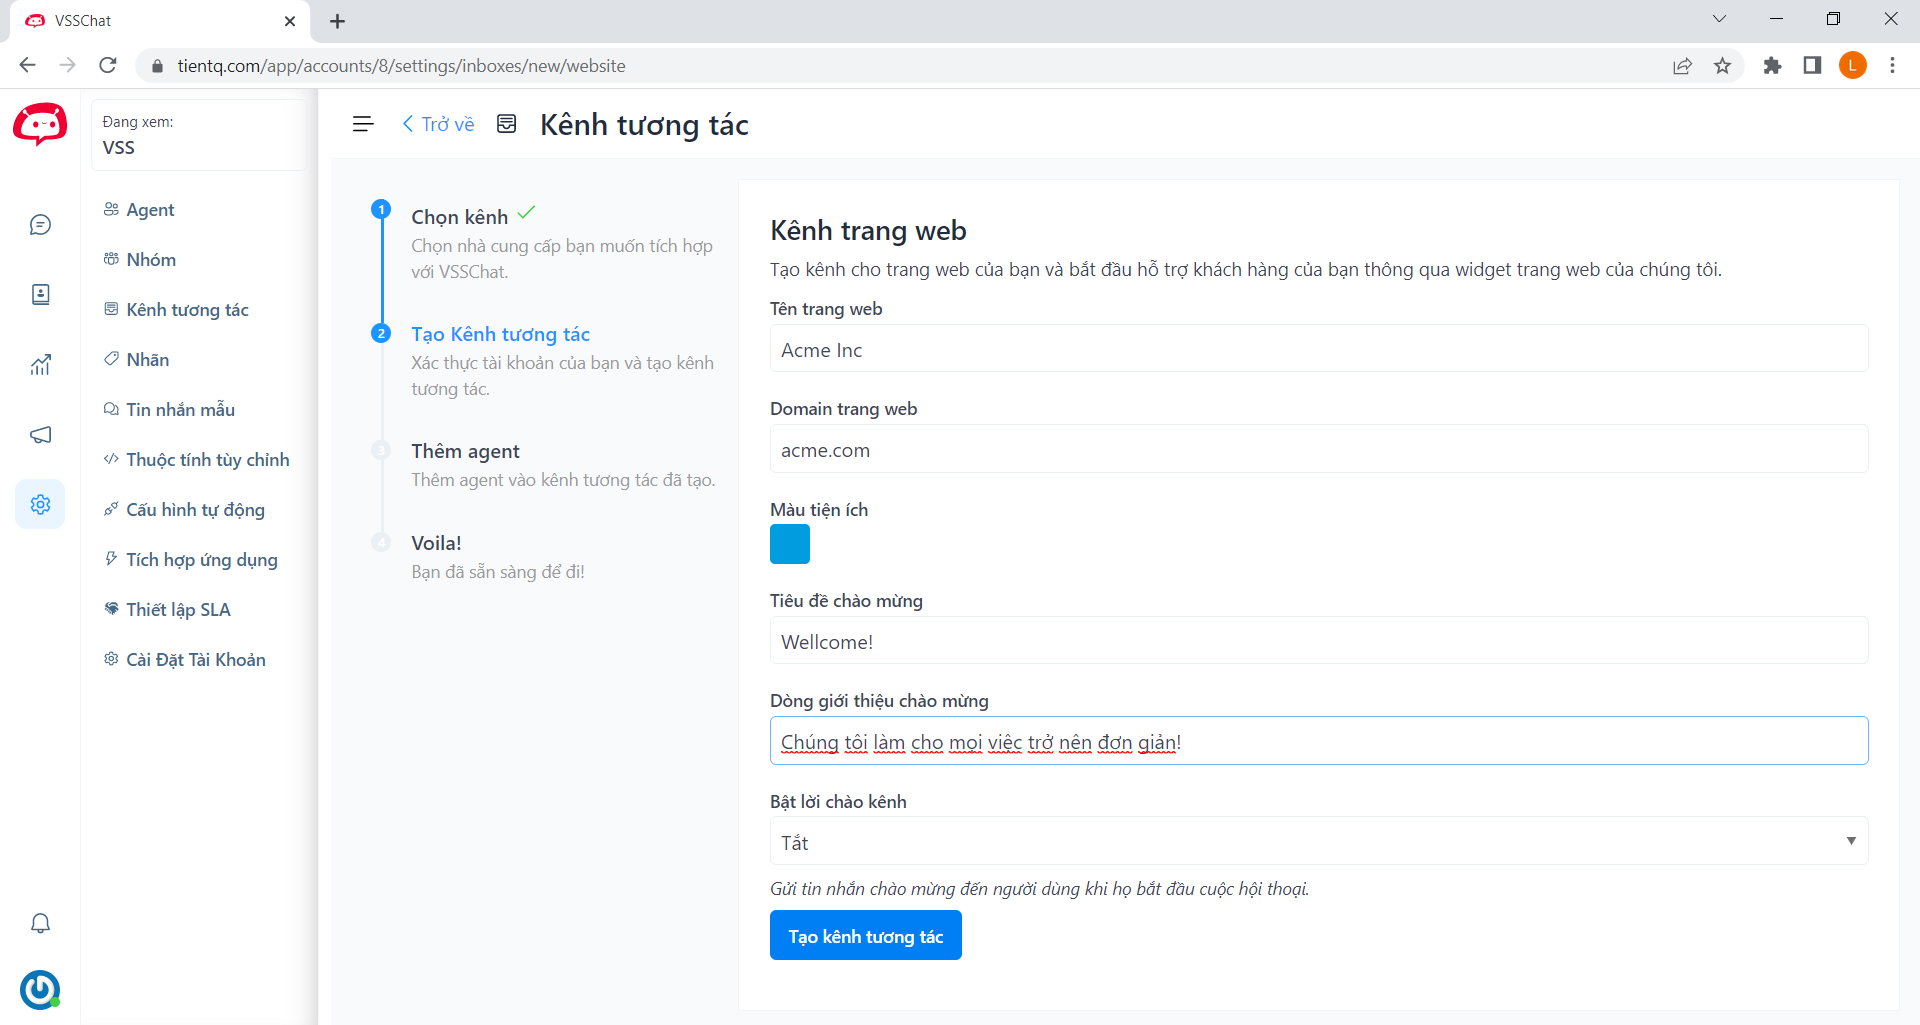 VSSChat
tientq.com/app/accounts/8/settings/inboxes/new/website
L
Đang xem:
VSS
Agent
Nhóm
Kênh tương tác
Nhãn
Tin nhắn mẫu
Thuộc tính tùy chỉnh
Cấu hình tự động
Tích hợp ứng dụng
Thiết lập SLA
Cài Đặt Tài Khoản
Trở về
Kênh tương tác
1
Chọn kênh
Chọn nhà cung cấp bạn muốn tích hợp
với VSSChat.
2
Tạo Kênh tương tác
Xác thực tài khoản của bạn và tạo kênh
tương tác.
3
Thêm agent
Thêm agent vào kênh tương tác đã tạo.
4
Voila!
Bạn đã sẵn sàng để đi!
Kênh trang web
Tạo kênh cho trang web của bạn và bắt đầu hỗ trợ khách hàng của bạn thông qua widget trang web của chúng tôi.
Tên trang web
Acme Inc
Domain trang web
acme.com
Màu tiện ích
Tiêu đề chào mừng
Wellcome!
Dòng giới thiệu chào mừng
Chúng tôi làm cho mọi việc trở nên đơn giản!
Bật lời chào kênh
Tắt
Gửi tin nhắn chào mừng đến người dùng khi họ bắt đầu cuộc hội thoại.
Tạo kênh tương tác